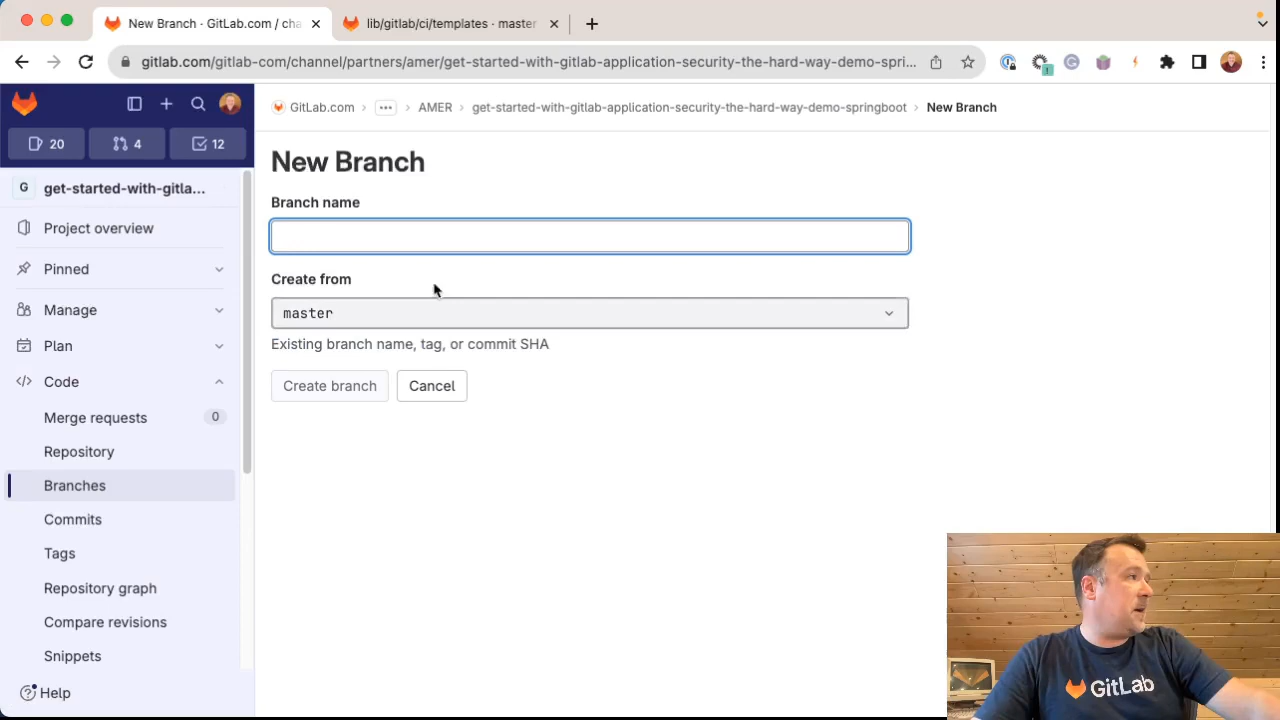 New Branch · GitLab.com / cha
lib/gitlab/ci/templates · master
gitlab.com/gitlab-com/channel/partners/amer/get-started-with-gitlab-application-security-the-hard-way-demo-spri...
20
4
12
GitLab.com
AMER
get-started-with-gitlab-application-security-the-hard-way-demo-springboot
New Branch
G
get-started-with-gitla...
Project overview
Pinned
Manage
Plan
Code
Merge requests
0
Repository
Branches
Commits
Tags
Repository graph
Compare revisions
Snippets
Help
New Branch
Branch name
Create from
master
Existing branch name, tag, or commit SHA
Create branch
Cancel
GitLab